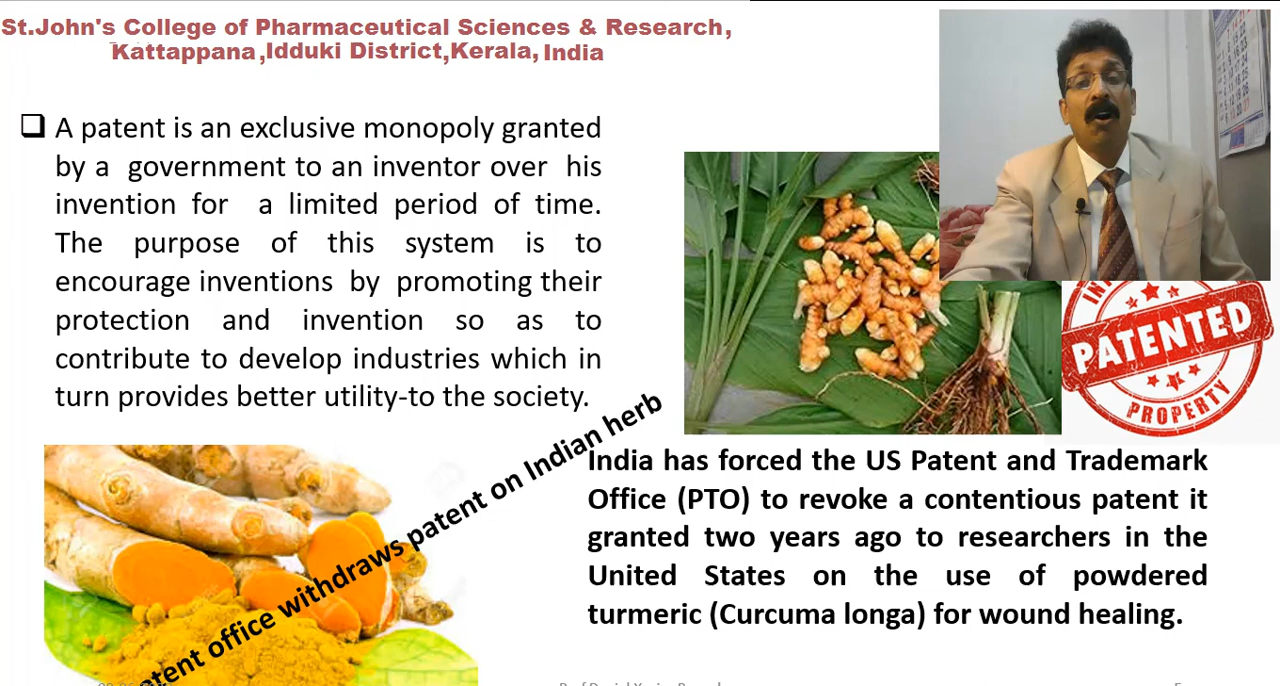 St.John's College of Pharmaceutical Sciences & Research,
Kattappana,Idduki District,Kerala, India
❑ A patent is an exclusive monopoly granted
by a government to an inventor over his
invention for a limited period of time.
The purpose of this system is to
encourage inventions by promoting their
protection and invention so as to
contribute to develop industries which in
turn provides better utility-to the society.
PATENTED
PROPERTY
office withdraws patent on Indian herb
India has forced the US Patent and Trademark
Office (PTO) to revoke a contentious patent it
granted two years ago to researchers in the
United States on the use of powdered
turmeric (Curcuma longa) for wound healing.